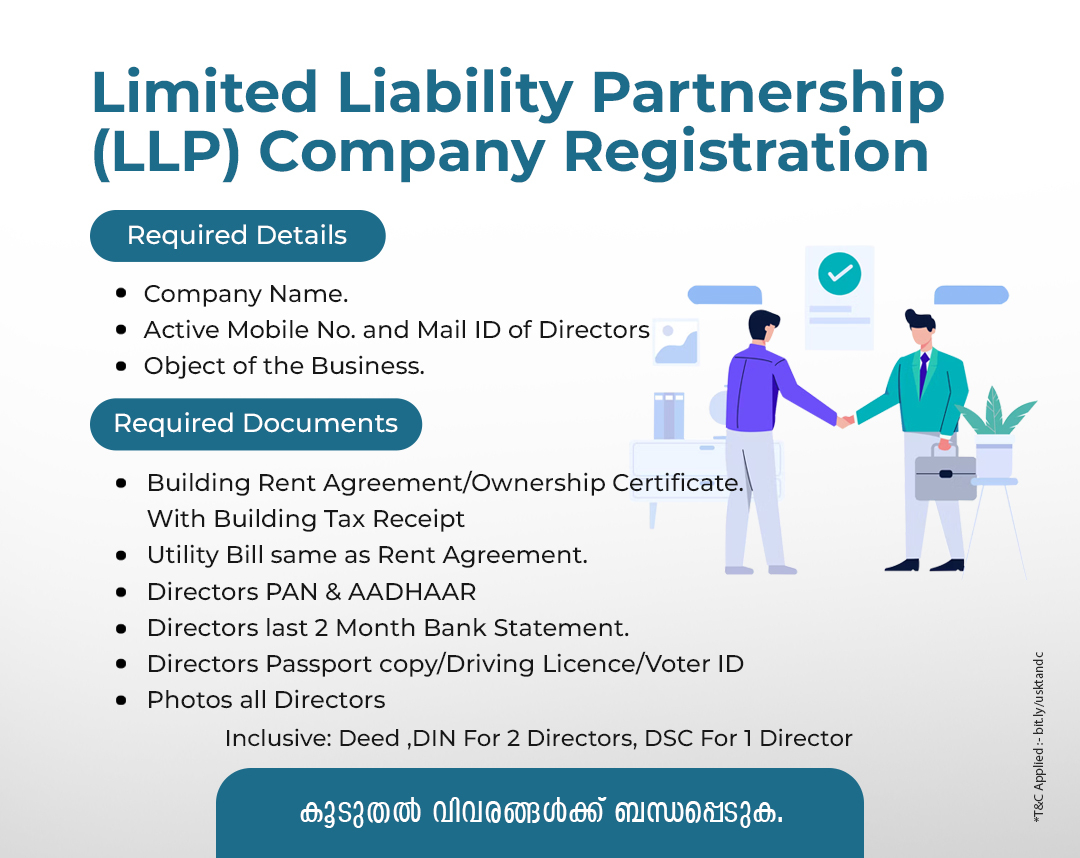 Limited Liability Partnership
(LLP) Company Registration
Required Details
Company Name.
Active Mobile No. and Mail ID of Directors
Object of the Business.
Required Documents
Building Rent Agreement/Ownership Certificate.
With Building Tax Receipt
Utility Bill same as Rent Agreement.
Directors PAN & AADHAAR
Directors last 2 Month Bank Statement.
Directors Passport copy/Driving Licence/Voter ID
Photos all Directors
Inclusive: Deed ,DIN For 2 Directors, DSC For 1 Director
കൂടുതൽ വിവരങ്ങൾക്ക് ബന്ധപ്പെടുക.
*T&C Applied :- bit.ly/usktandc